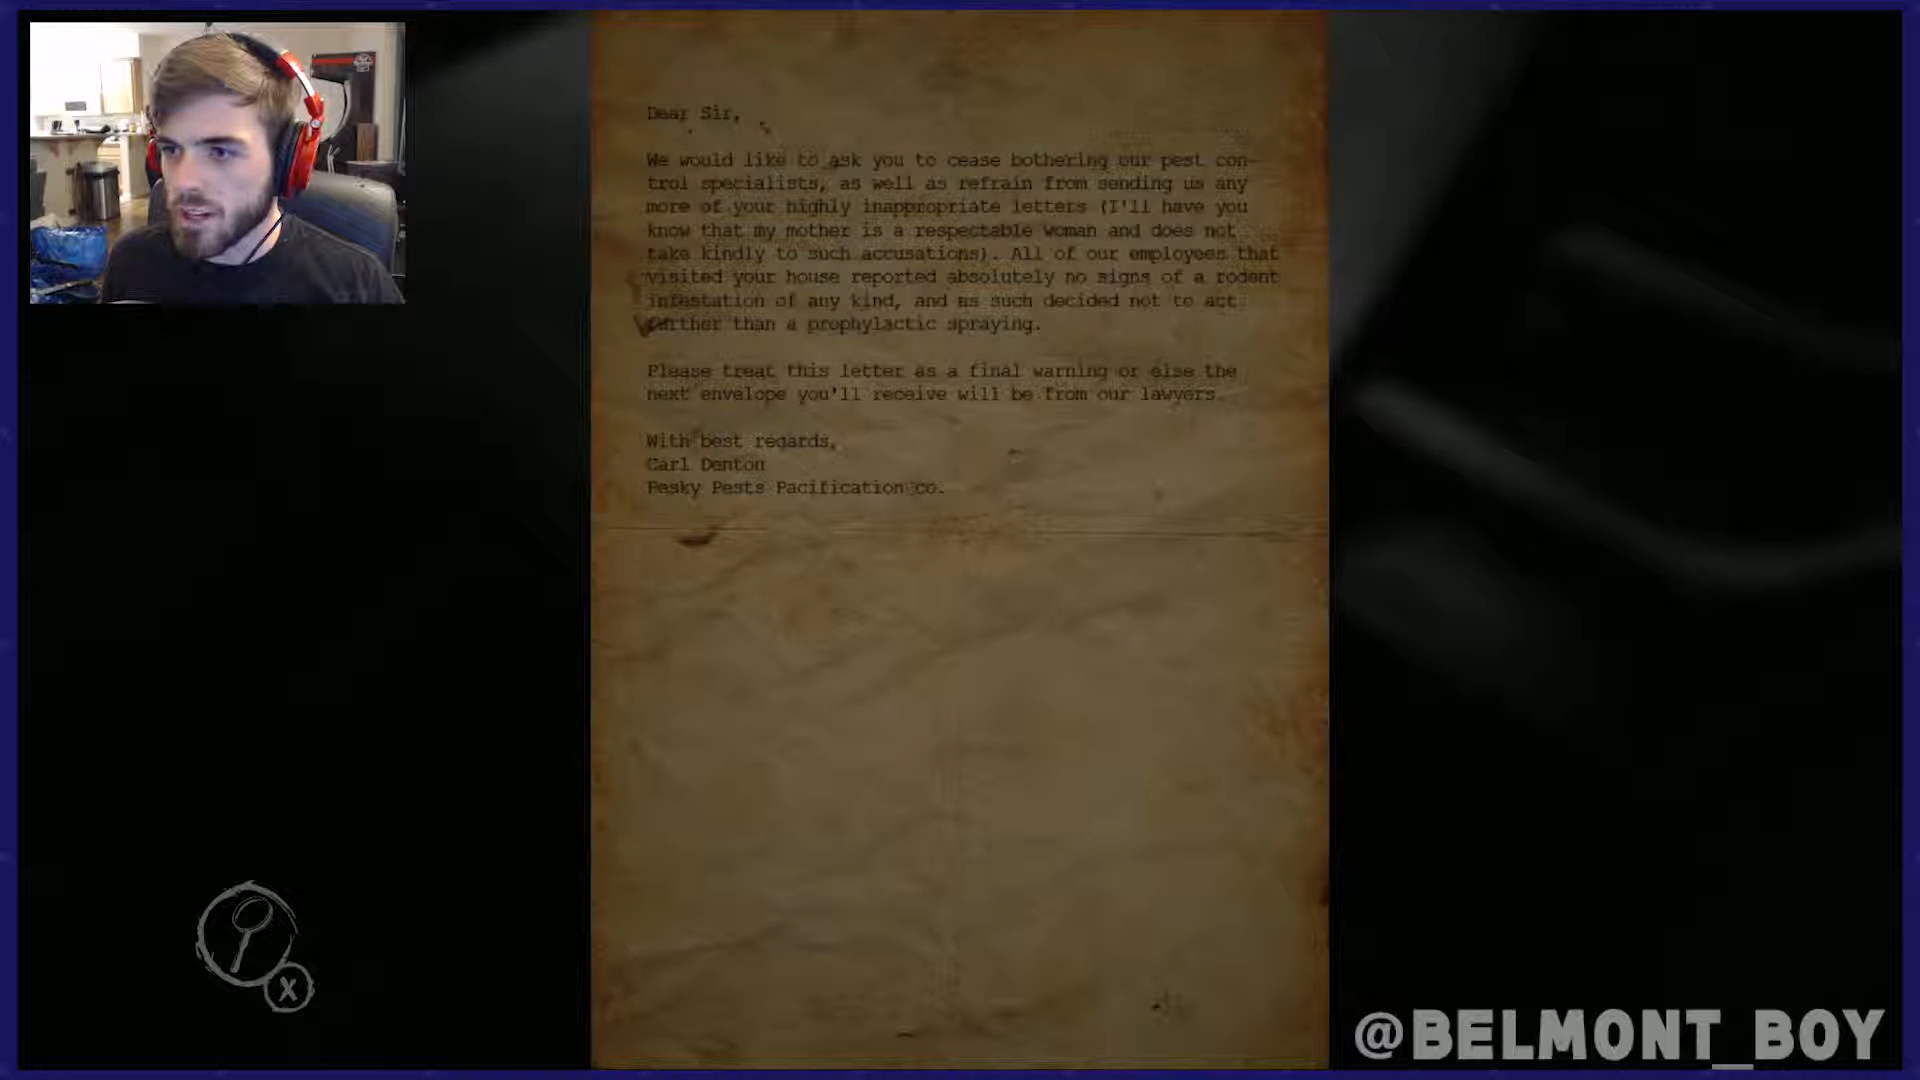 Dear Sir,
We would like to ask you to cease bothering our pest con-
trol specialists, as well as refrain from sending us any
more of your highly inappropriate letters (I'll have you
know that my mother is a respectable woman and does not
take kindly to such accusations). All of our employees that
visited your house reported absolutely no signs of a rodent
infestation of any kind, and as such decided not to act
further than a prophylactic spraying.
Please treat this letter as a final warning or else the
next envelope you'll receive will be from our lawyers
With best regards,
Carl Denton
Pesky Pests Pacification co.
X
@BELMONT_BOY